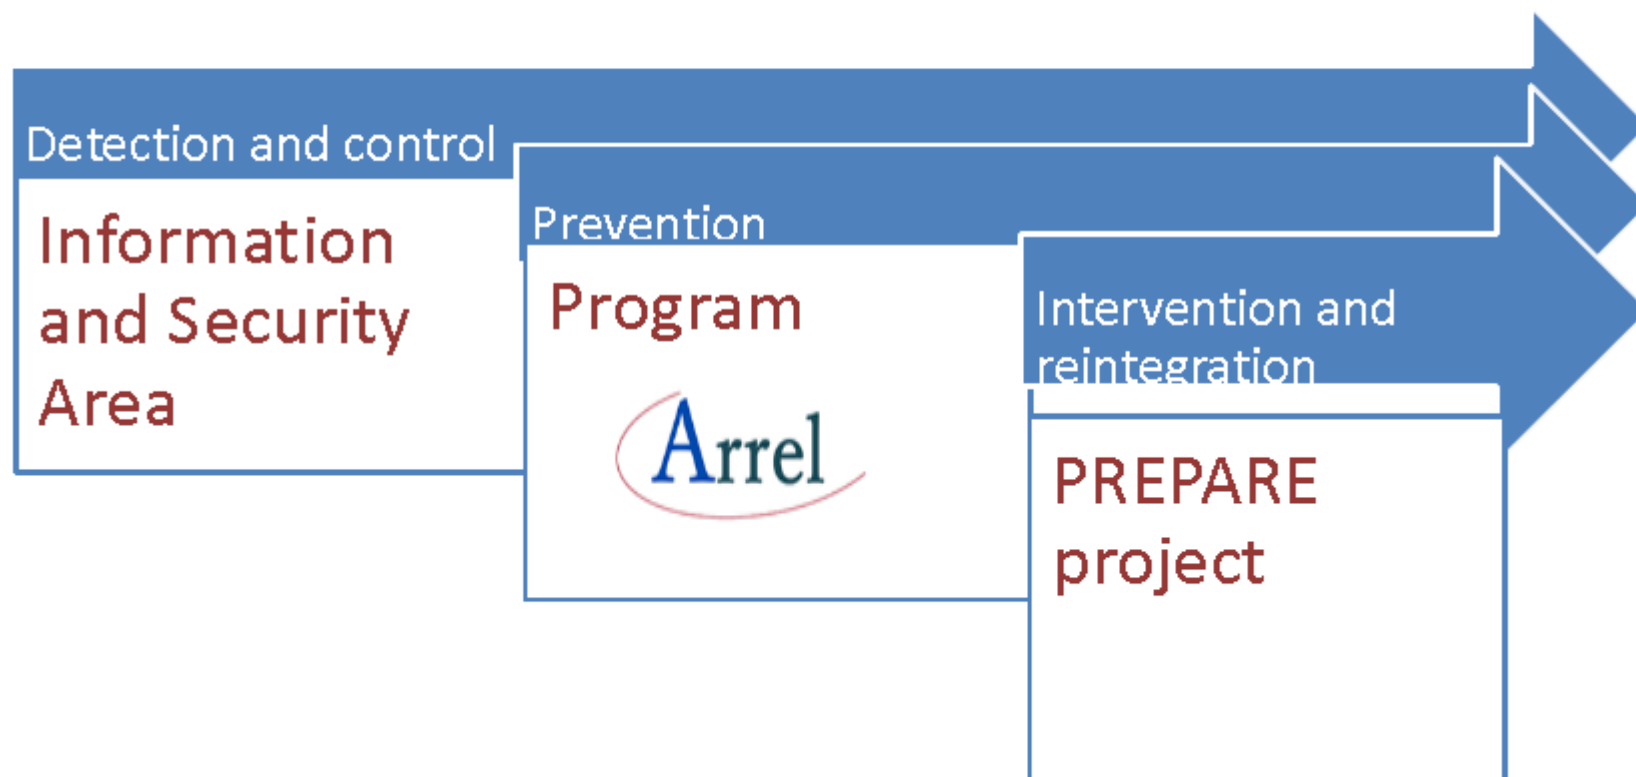 Detection and control
Information
and Security
Area
Prevention
Program
Arrel
Intervention and
reintegration
PREPARE
project